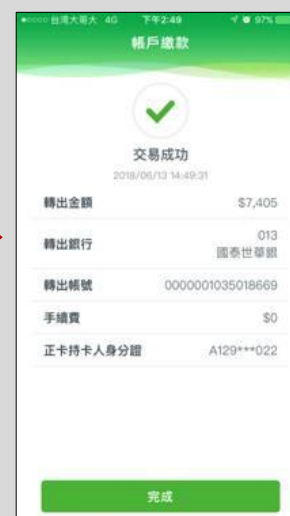 台灣大哥大 4G 下午2:49 97%
帳戶繳款
交易成功
2018/06/13 14:49:31
轉出金額 $7,405
轉出銀行 013
國泰世華銀
轉出帳號 0000001035018669
手續費 $0
正卡持卡人身分證 A129***022
完成